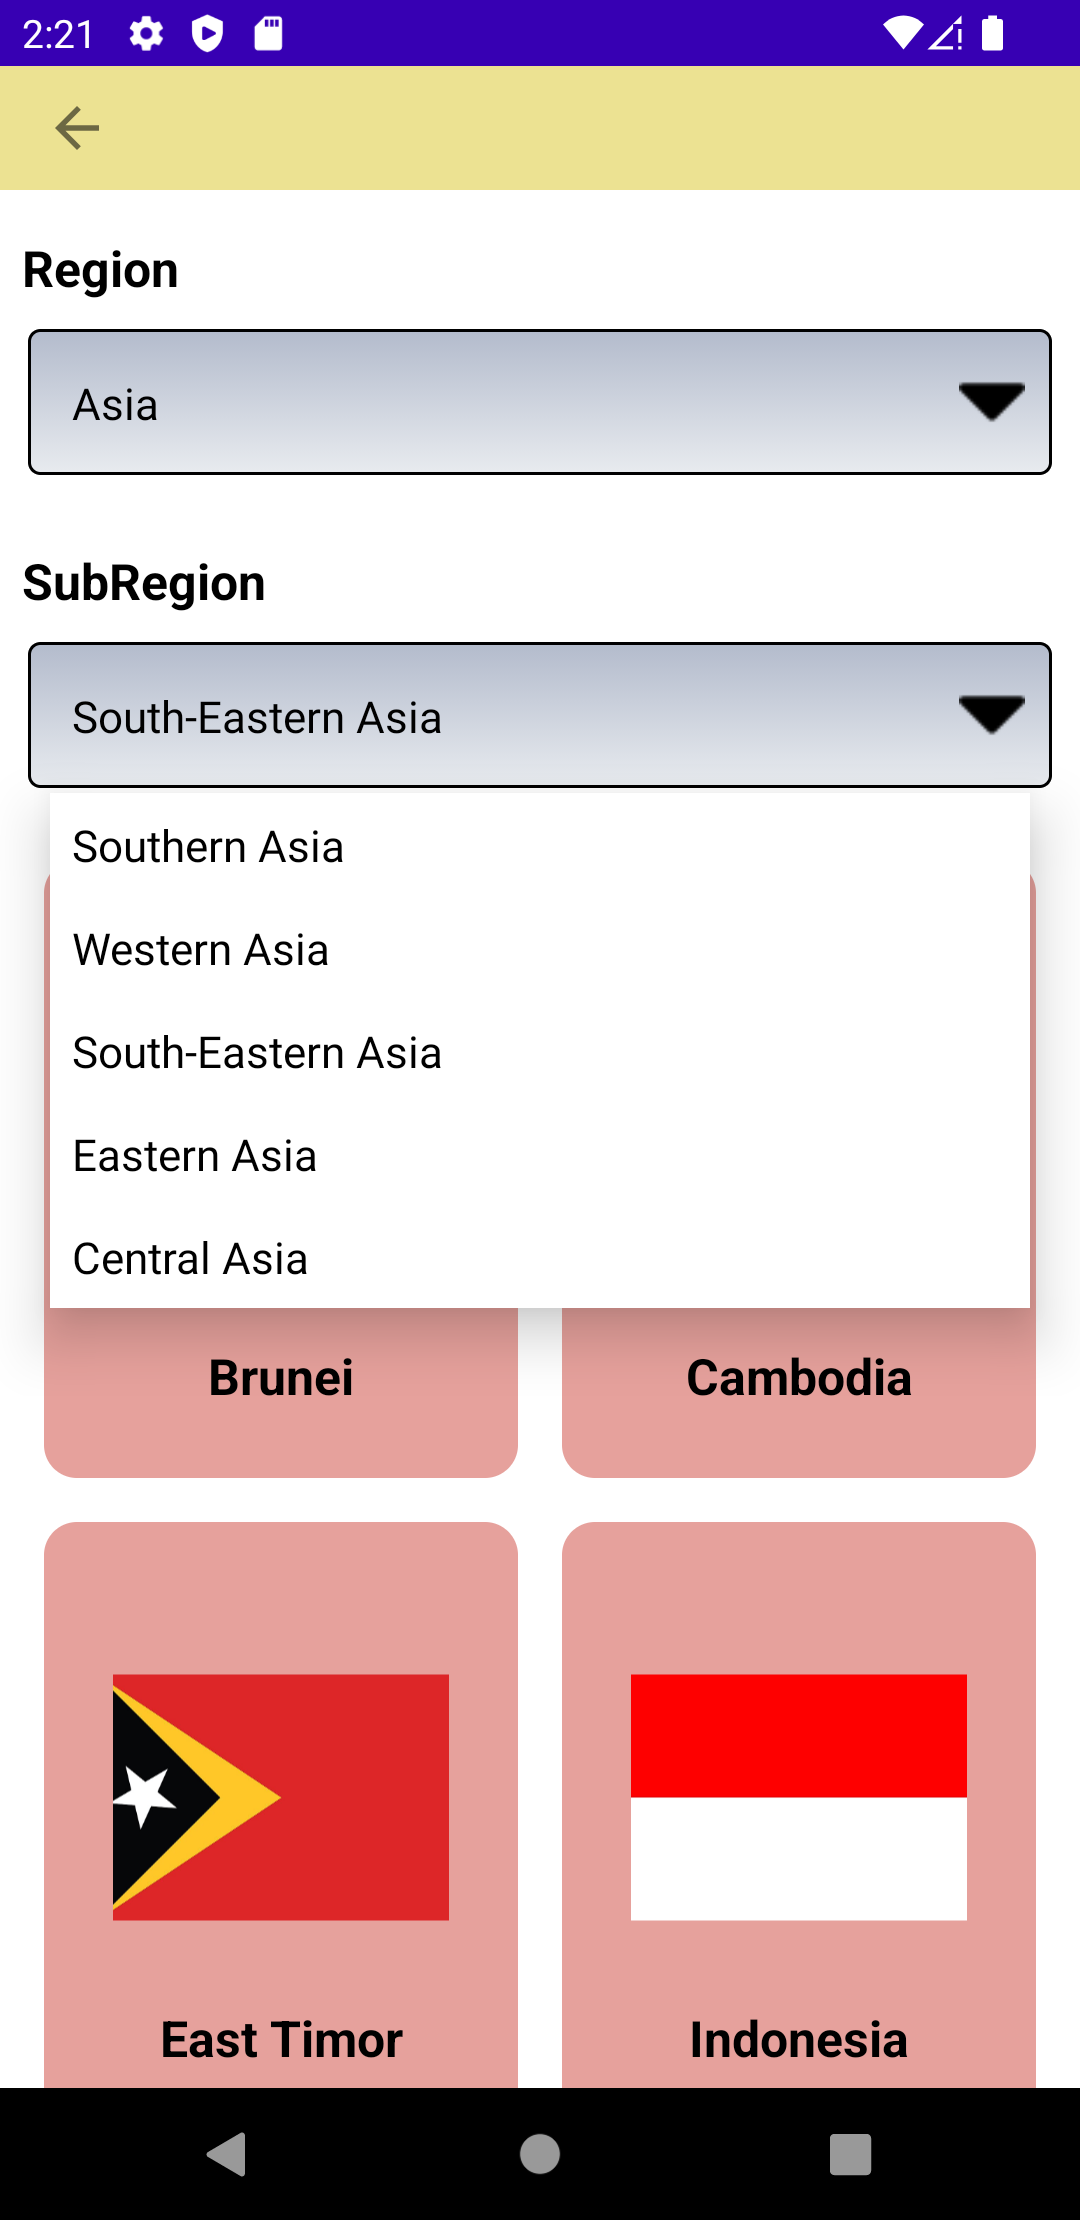 2:21
Region
Asia
SubRegion
South-Eastern Asia
Southern Asia
Western Asia
South-Eastern Asia
Eastern Asia
Central Asia
Brunei
Cambodia
East Timor
Indonesia